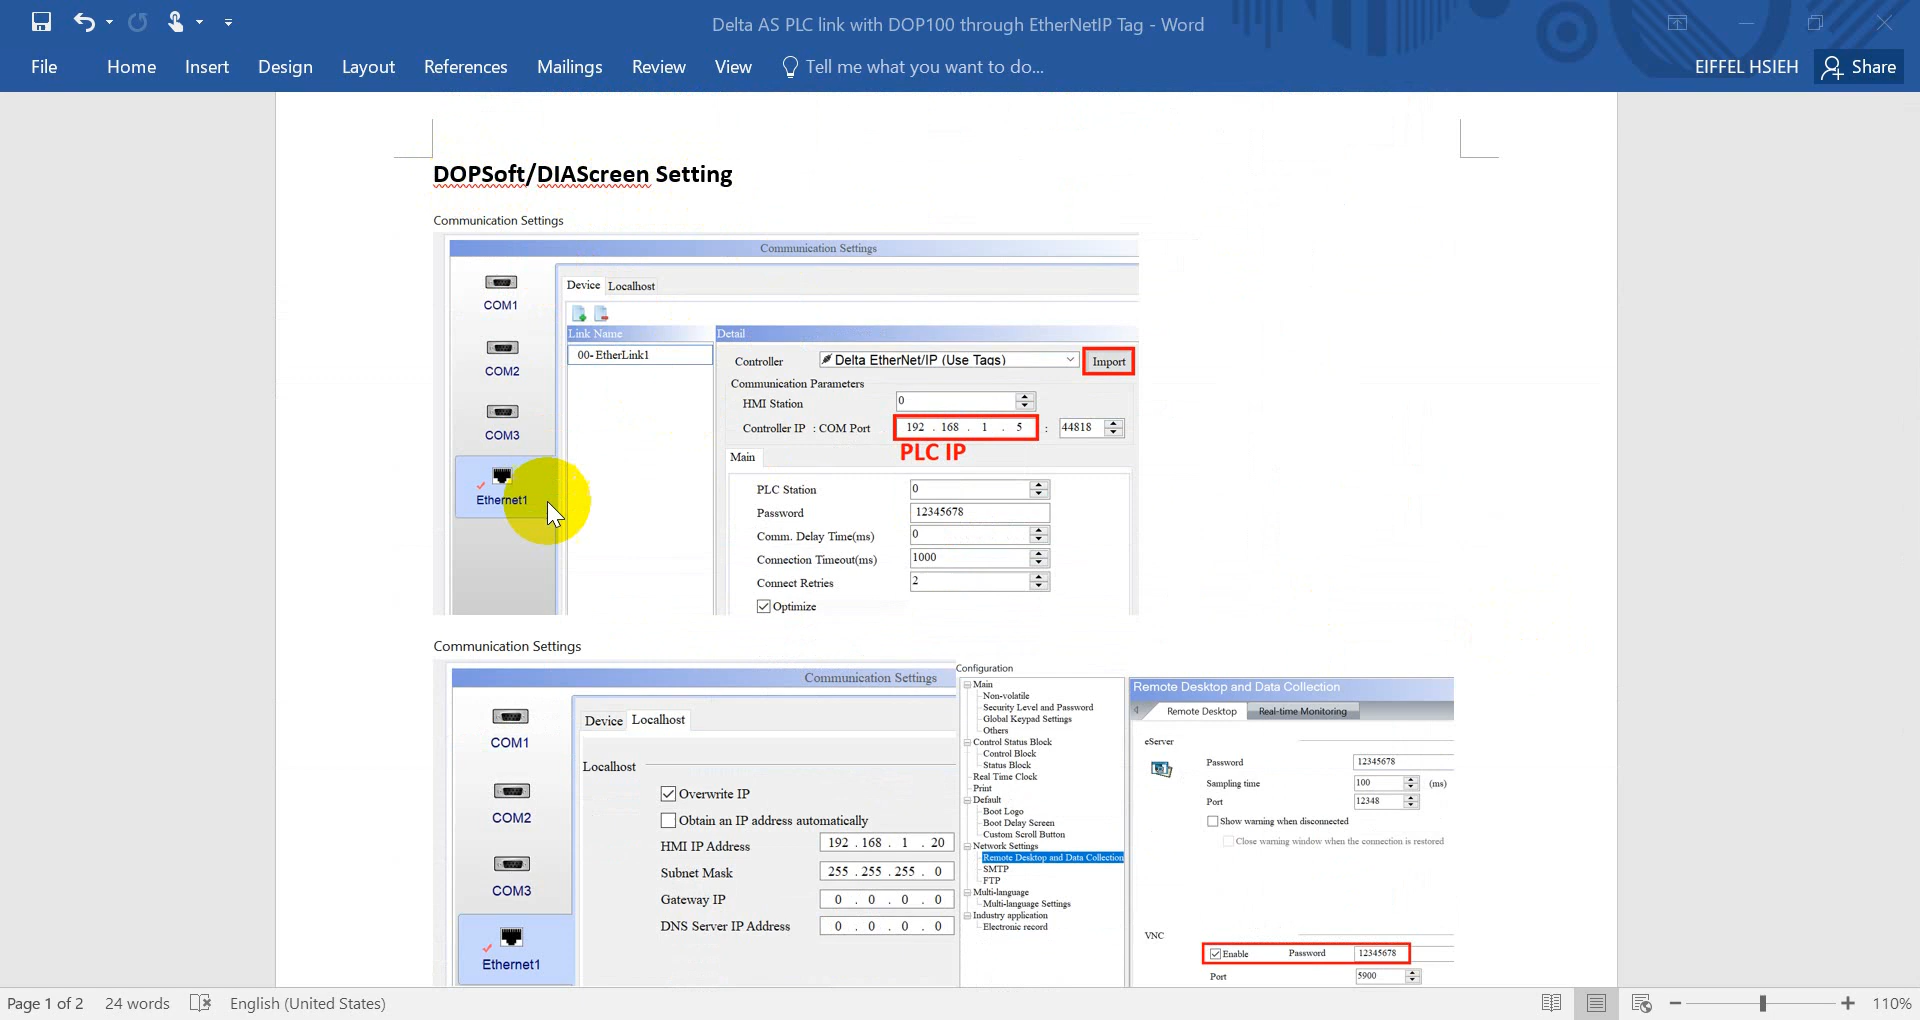 Delta AS PLC link with DOP100 through EtherNetIP Tag - Word
File Home Insert Design Layout References Mailings Review View Tell me what you want to do... EIFFEL HSIEH Share
DOPSoft/DIAScreen Setting
Communication Settings
Communication Settings
COM1
COM2
COM3
Ethernet1
Device Localhost
Link Name Detail
00- EtherLink1
Controller Delta EtherNet/IP (Use Tags) Import
Communication Parameters
HMI Station 0
Controller IP : COM Port 192 . 168 . 1 . 5 : 44818
PLC IP
Main
PLC Station 0
Password 12345678
Comm. Delay Time(ms) 0
Connection Timeout(ms) 1000
Connect Retries 2
Optimize
Communication Settings
Communication Settings
COM1
COM2
COM3
Ethernet1
Device Localhost
Localhost
Overwrite IP
Obtain an IP address automatically
HMI IP Address 192 . 168 . 1 . 20
Subnet Mask 255 . 255 . 255 . 0
Gateway IP 0 . 0 . 0 . 0
DNS Server IP Address 0 . 0 . 0 . 0
Configuration
Main
Non-volatile
Security Level and Password
Global Keypad Settings
Others
Control Status Block
Control Block
Status Block
Real Time Clock
Print
Default
Boot Logo
Boot Delay Screen
Custom Scroll Button
Network Settings
Remote Desktop and Data Collection
SMTP
FTP
Multi-language
Multi-language Settings
Industry application
Electronic record
Remote Desktop and Data Collection
Remote Desktop Real-time Monitoring
eServer
Password 12345678
Sampling time 100 (ms)
Port 12348
Show warning when disconnected
Close warning window when the connection is restored
VNC
Enable Password 12345678
Port 5900
Page 1 of 2 24 words English (United States) 110%